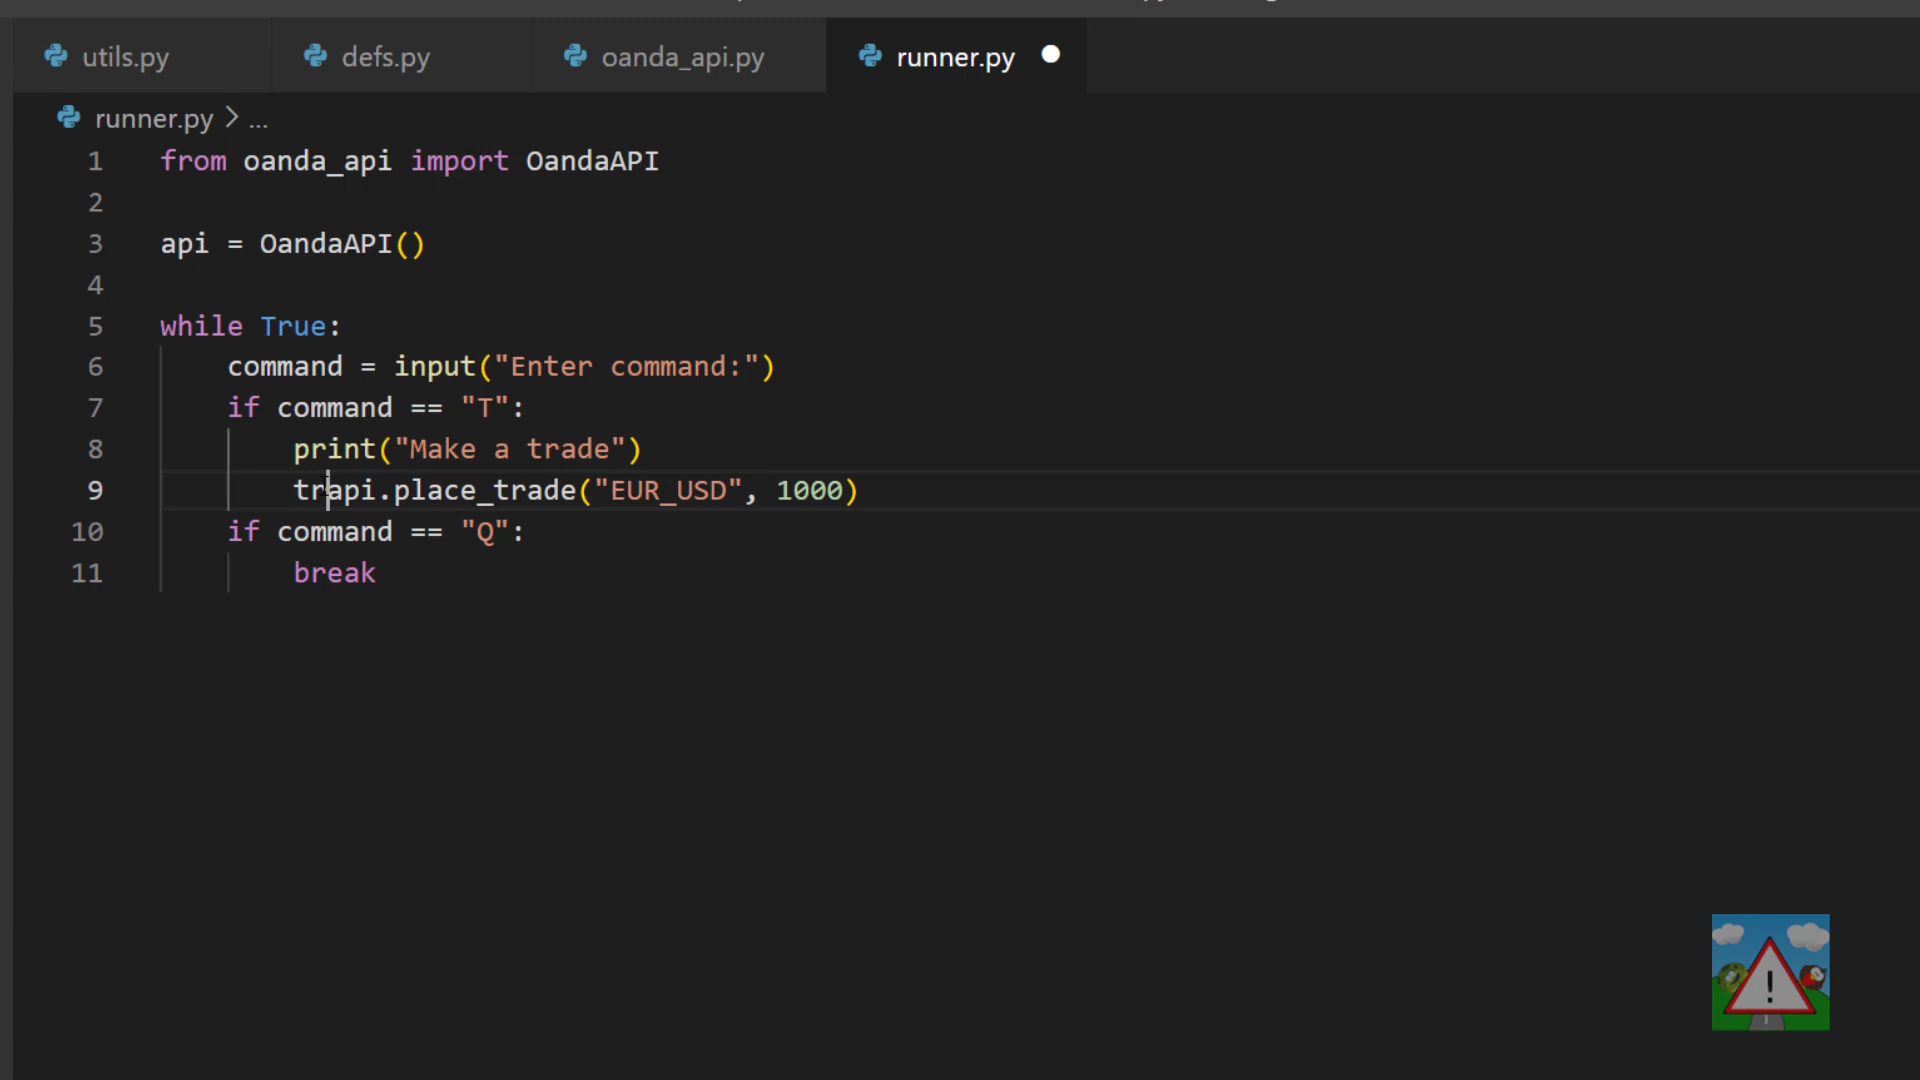 utils.py defs.py oanda_api.py runner.py
runner.py > ...
1 from oanda_api import OandaAPI
2
3 api = OandaAPI()
4
5 while True:
6     command = input("Enter command:")
7     if command == "T":
8         print("Make a trade")
9         trapi.place_trade("EUR_USD", 1000)
10     if command == "Q":
11         break
!